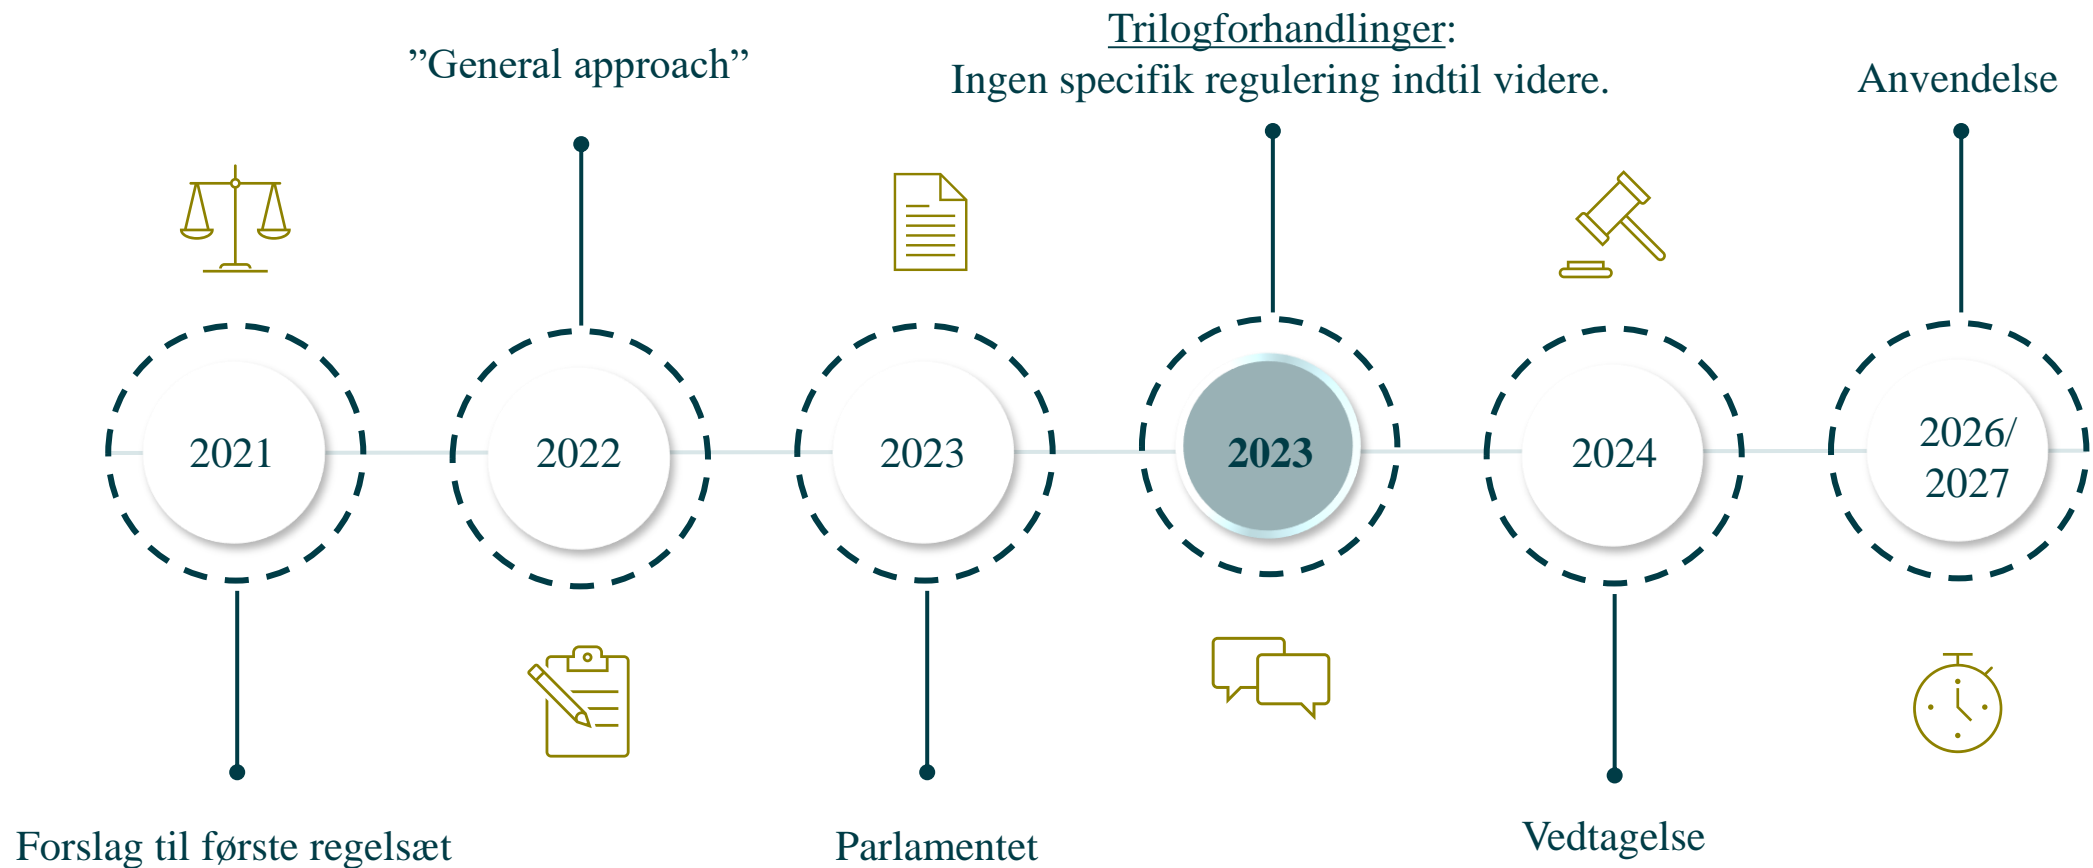 Trilogforhandlinger:
”General approach”
Ingen specifik regulering indtil videre.
Anvendelse
2021
2022
2023
2023
2024
2026/
2027
Forslag til første regelsæt
Parlamentet
Vedtagelse